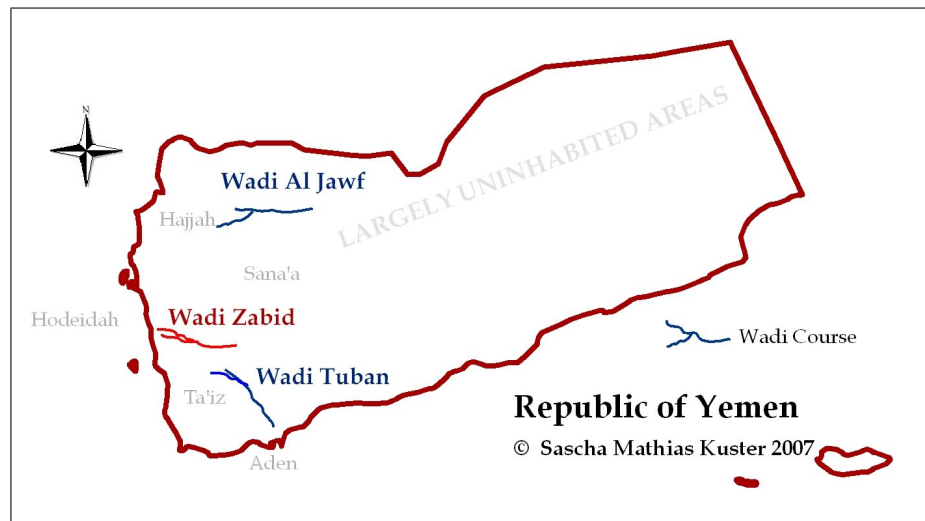 N
Wadi Al Jawf
LARGELY UNINHABITED AREAS
Hajjah
Sana'a
Hodeidah
Wadi Zabid
Wadi Course
Wadi Tuban
Ta'iz
Republic of Yemen
© Sascha Mathias Kuster 2007
Aden